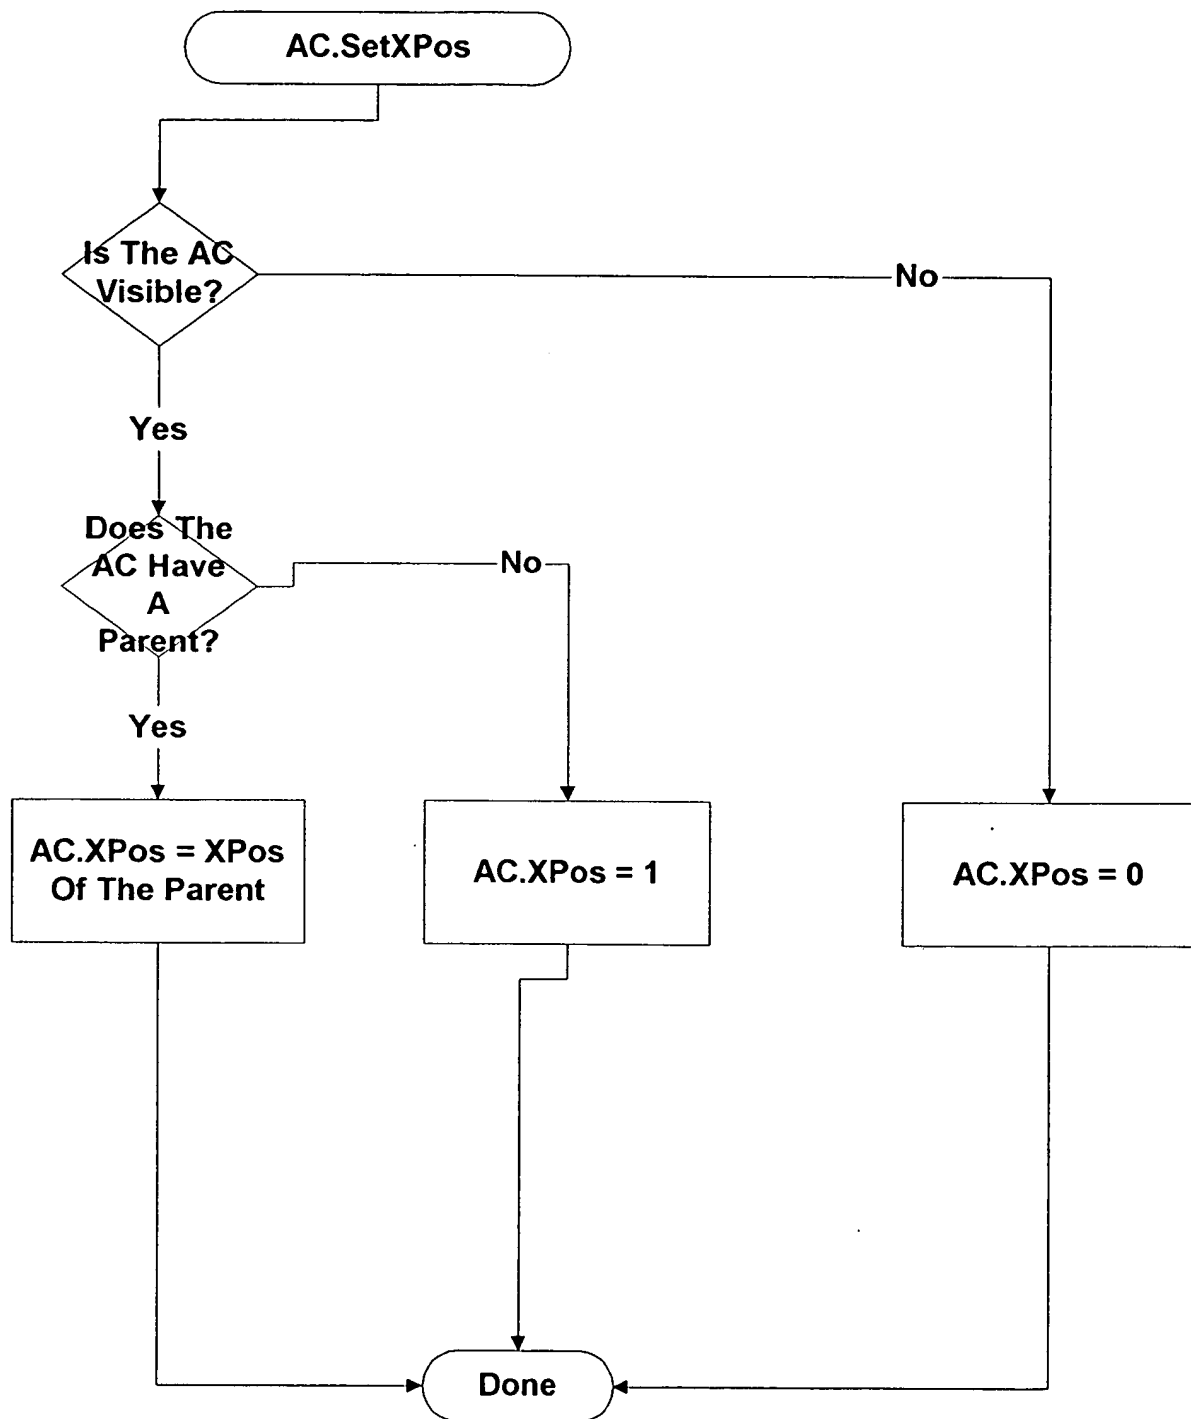 AC.SetXPos
Is The AC
Visible?
No
Yes
Does The
AC Have
A
Parent?
No
Yes
AC.XPos = XPos
Of The Parent
AC.XPos = 1
AC.XPos = 0
Done